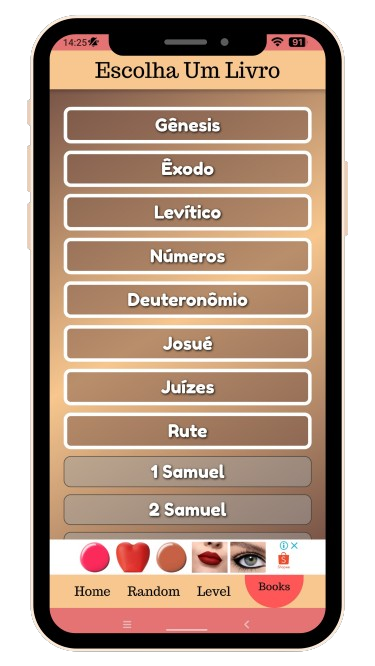 14:25
91
Escolha Um Livro
Gênesis
Êxodo
Levítico
Números
Deuteronômio
Josué
Juízes
Rute
1 Samuel
2 Samuel
Home Random Level Books